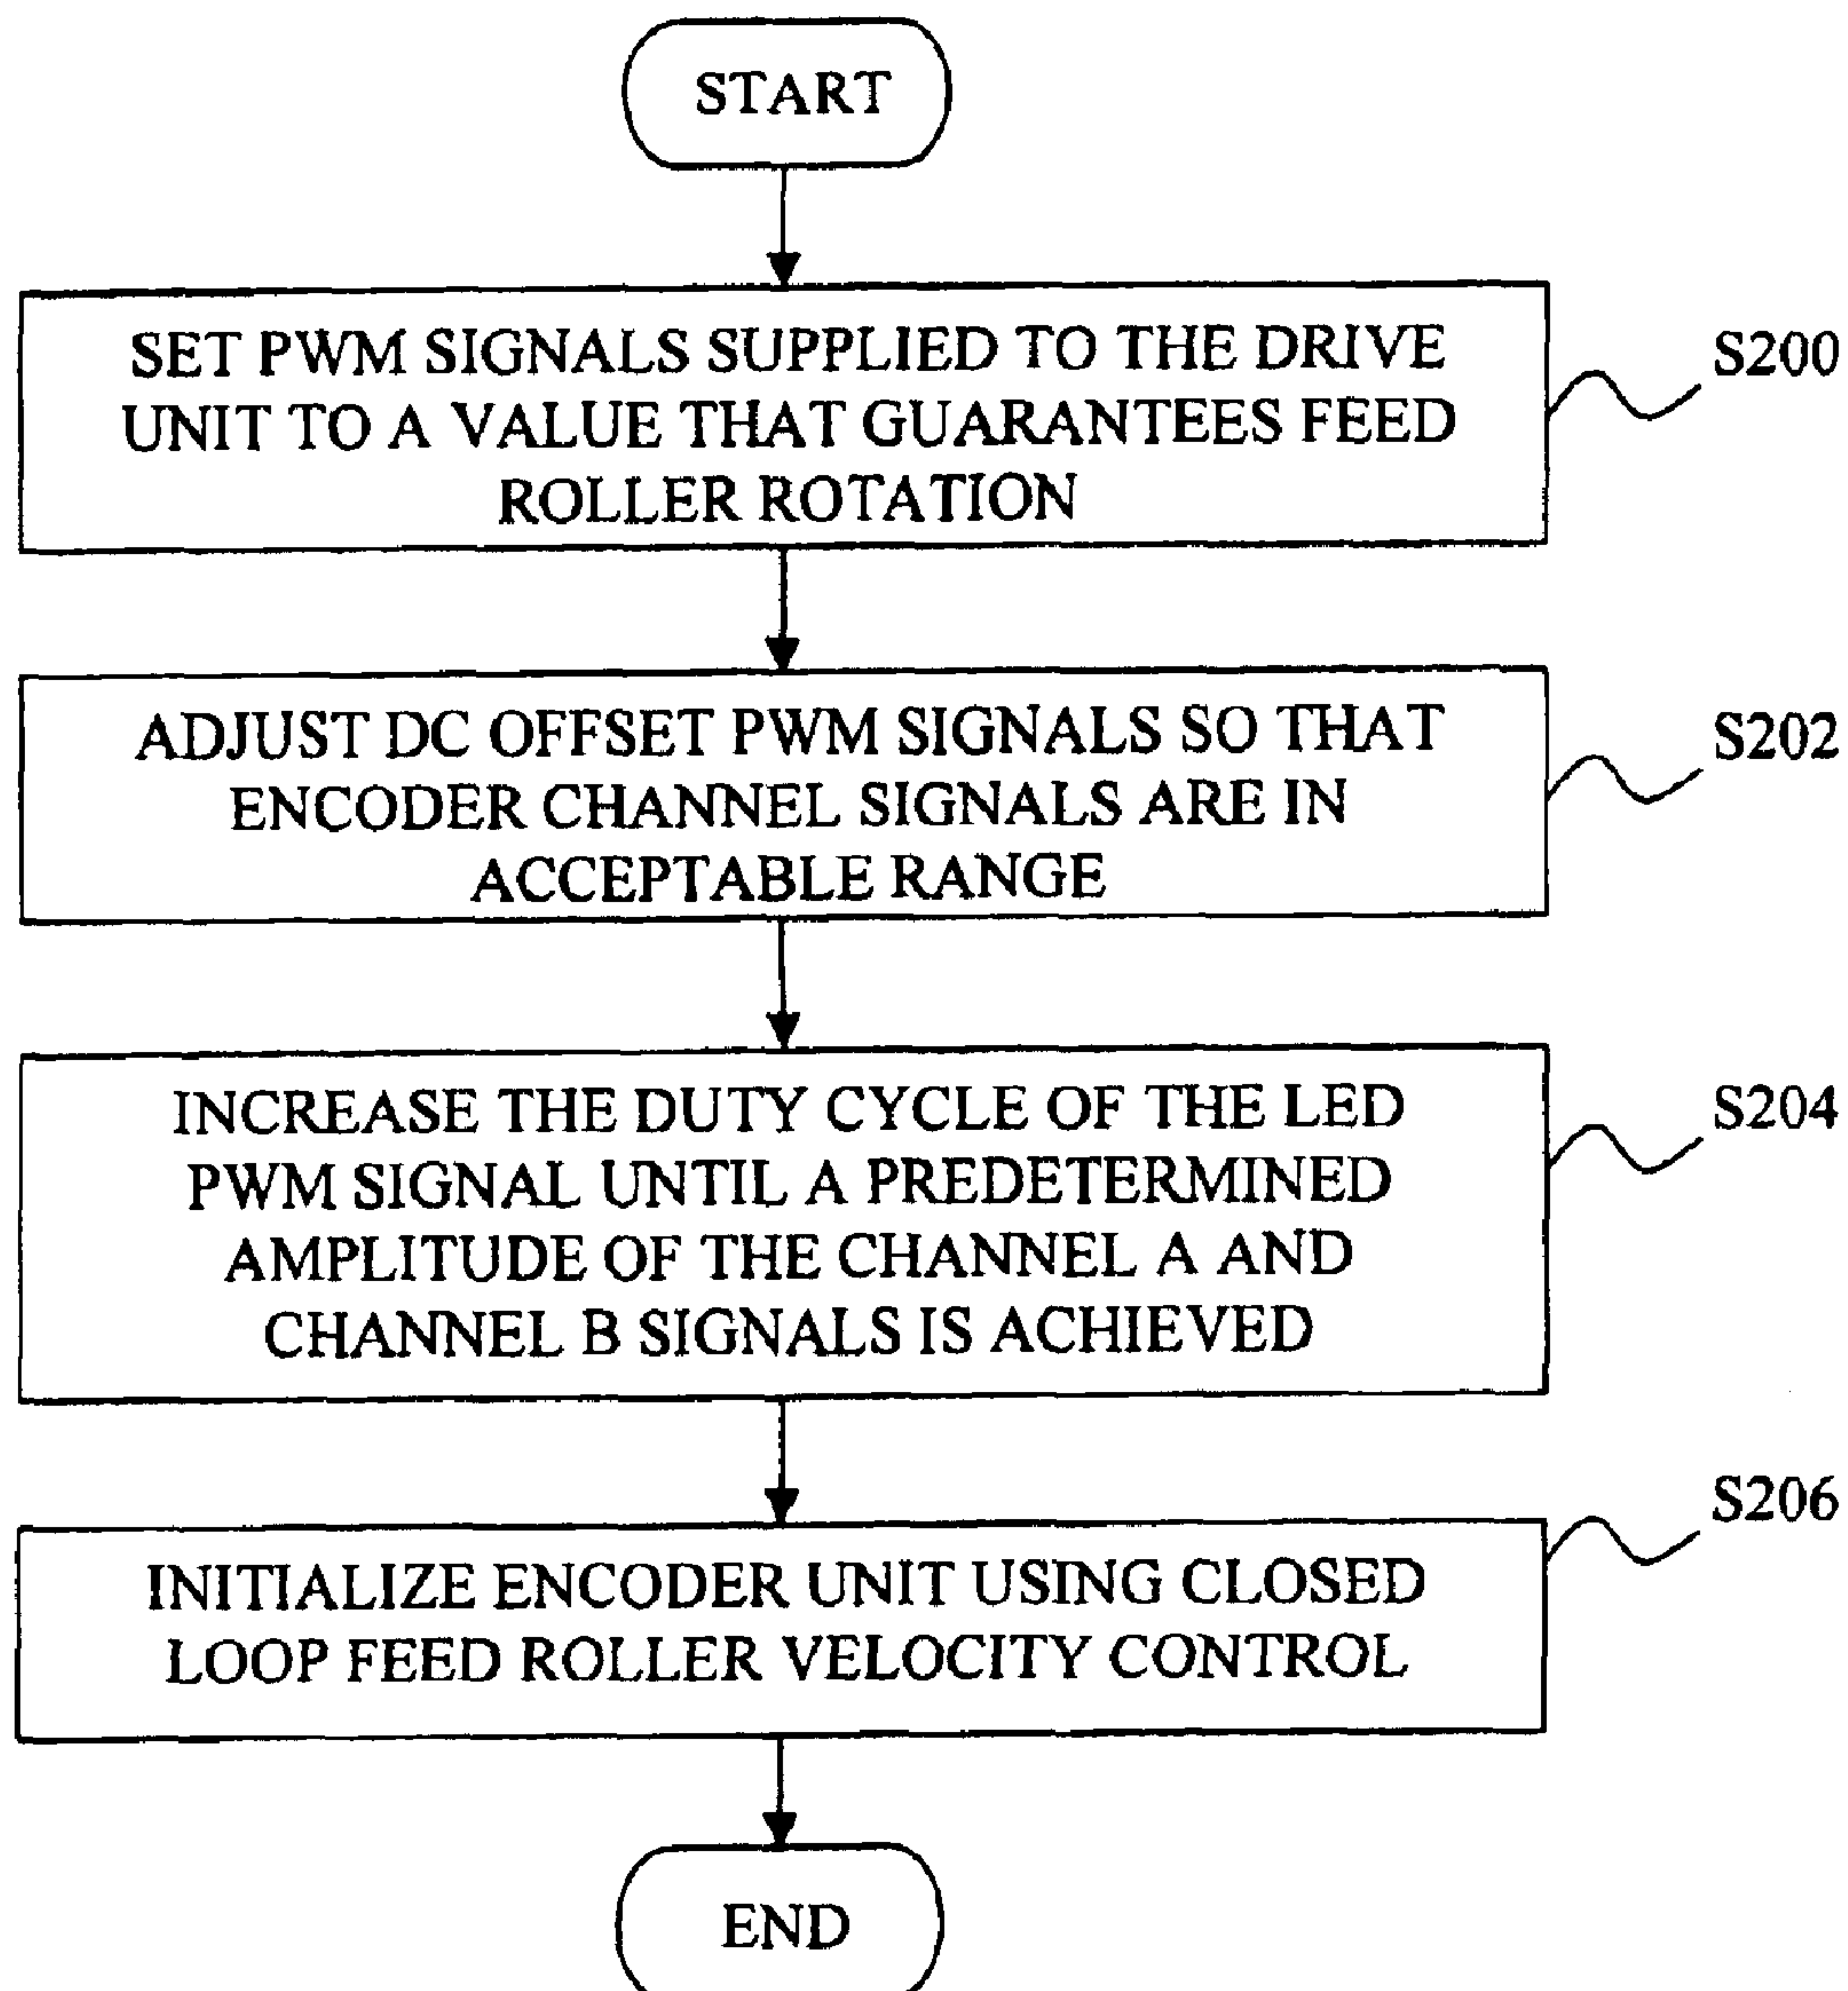 START
SET PWM SIGNALS SUPPLIED TO THE DRIVE
UNIT TO A VALUE THAT GUARANTEES FEED
ROLLER ROTATION
S200
ADJUST DC OFFSET PWM SIGNALS SO THAT
ENCODER CHANNEL SIGNALS ARE IN
ACCEPTABLE RANGE
S202
INCREASE THE DUTY CYCLE OF THE LED
PWM SIGNAL UNTIL A PREDETERMINED
AMPLITUDE OF THE CHANNEL A AND
CHANNEL B SIGNALS IS ACHIEVED
S204
INITIALIZE ENCODER UNIT USING CLOSED
LOOP FEED ROLLER VELOCITY CONTROL
S206
END